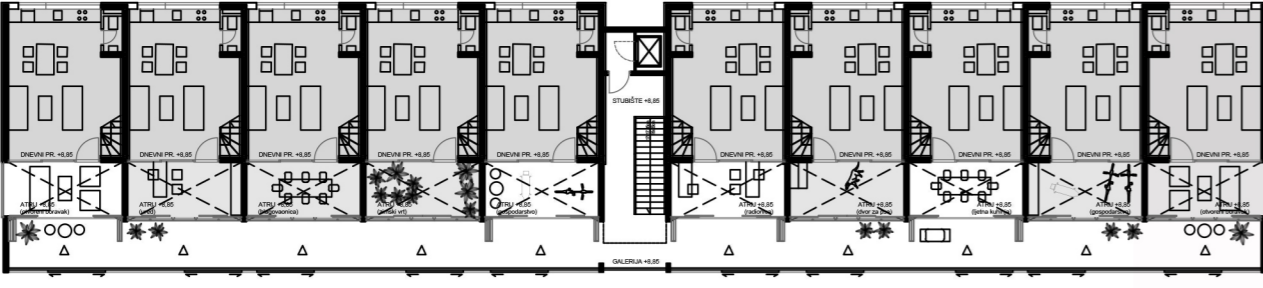 STUBIŠTE +8,85
DNEVNI PR. +8,85
DNEVNI PR. +8,85
DNEVNI PR. +8,85
DNEVNI PR. +8,85
DNEVNI PR. +8,85
DNEVNI PR. +8,85
DNEVNI PR. +8,85
DNEVNI PR. +8,85
DNEVNI PR. +8,85
DNEVNI PR. +8,85
ATRIJ +8,85
(otvoreni boravak)
ATRIJ +8,85
(ured)
ATRIJ +8,85
(blagovaonica)
ATRIJ +8,85
(zimski vrt)
ATRIJ +8,85
(gospodarstvo)
ATRIJ +8,85
(radionica)
ATRIJ +8,85
(dvor za psa)
ATRIJ +8,85
(ljetna kuhinja)
ATRIJ +8,85
(gospodarstvo)
ATRIJ +8,85
(otvoreni boravak)
GALERIJA +8,85